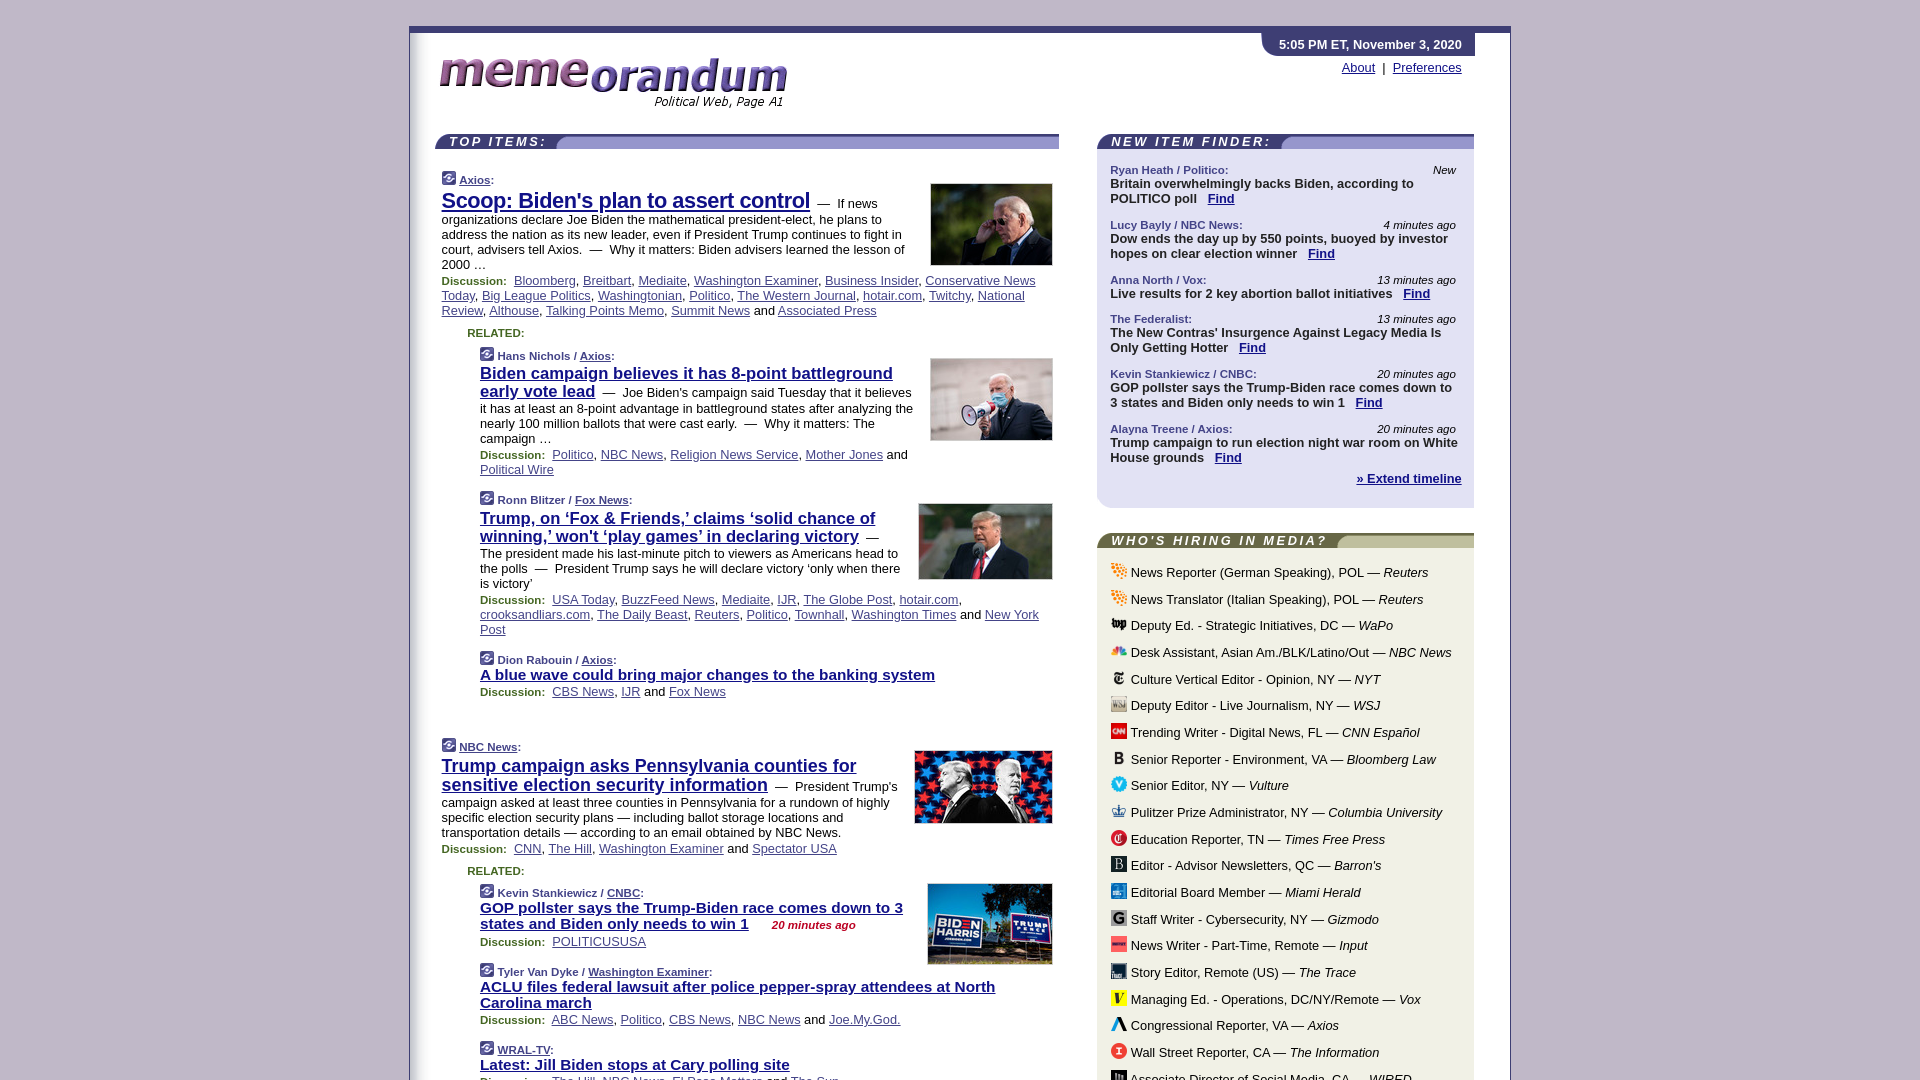 5:05 PM ET, November 3, 2020
About | Preferences
memeorandum
Political Web, Page A1
TOP ITEMS:
Axios:
Scoop: Biden's plan to assert control — If news
organizations declare Joe Biden the mathematical president-elect, he plans to
address the nation as its new leader, even if President Trump continues to fight in
court, advisers tell Axios. — Why it matters: Biden advisers learned the lesson of
2000 …
Discussion: Bloomberg, Breitbart, Mediaite, Washington Examiner, Business Insider, Conservative News
Today, Big League Politics, Washingtonian, Politico, The Western Journal, hotair.com, Twitchy, National
Review, Althouse, Talking Points Memo, Summit News and Associated Press
RELATED:
Hans Nichols / Axios:
Biden campaign believes it has 8-point battleground
early vote lead — Joe Biden's campaign said Tuesday that it believes
it has at least an 8-point advantage in battleground states after analyzing the
nearly 100 million ballots that were cast early. — Why it matters: The
campaign …
Discussion: Politico, NBC News, Religion News Service, Mother Jones and
Political Wire
Ronn Blitzer / Fox News:
Trump, on ‘Fox & Friends,’ claims ‘solid chance of
winning,’ won't ‘play games’ in declaring victory —
The president made his last-minute pitch to viewers as Americans head to
the polls — President Trump says he will declare victory ‘only when there
is victory’
Discussion: USA Today, BuzzFeed News, Mediaite, IJR, The Globe Post, hotair.com,
crooksandliars.com, The Daily Beast, Reuters, Politico, Townhall, Washington Times and New York
Post
Dion Rabouin / Axios:
A blue wave could bring major changes to the banking system
Discussion: CBS News, IJR and Fox News
NBC News:
Trump campaign asks Pennsylvania counties for
sensitive election security information — President Trump's
campaign asked at least three counties in Pennsylvania for a rundown of highly
specific election security plans — including ballot storage locations and
transportation details — according to an email obtained by NBC News.
Discussion: CNN, The Hill, Washington Examiner and Spectator USA
RELATED:
Kevin Stankiewicz / CNBC:
GOP pollster says the Trump-Biden race comes down to 3
states and Biden only needs to win 1 20 minutes ago
Discussion: POLITICUSUSA
BIDEN
HARRIS
TRUMP
PENCE
Tyler Van Dyke / Washington Examiner:
ACLU files federal lawsuit after police pepper-spray attendees at North
Carolina march
Discussion: ABC News, Politico, CBS News, NBC News and Joe.My.God.
WRAL-TV:
Latest: Jill Biden stops at Cary polling site
Discussion: The Hill, NBC News, El Paso Matters and The Sun
NEW ITEM FINDER:
Ryan Heath / Politico: New
Britain overwhelmingly backs Biden, according to
POLITICO poll Find
Lucy Bayly / NBC News: 4 minutes ago
Dow ends the day up by 550 points, buoyed by investor
hopes on clear election winner Find
Anna North / Vox: 13 minutes ago
Live results for 2 key abortion ballot initiatives Find
The Federalist: 13 minutes ago
The New Contras' Insurgence Against Legacy Media Is
Only Getting Hotter Find
Kevin Stankiewicz / CNBC: 20 minutes ago
GOP pollster says the Trump-Biden race comes down to
3 states and Biden only needs to win 1 Find
Alayna Treene / Axios: 20 minutes ago
Trump campaign to run election night war room on White
House grounds Find
» Extend timeline
WHO'S HIRING IN MEDIA?
News Reporter (German Speaking), POL — Reuters
News Translator (Italian Speaking), POL — Reuters
Deputy Ed. - Strategic Initiatives, DC — WaPo
Desk Assistant, Asian Am./BLK/Latino/Out — NBC News
Culture Vertical Editor - Opinion, NY — NYT
Deputy Editor - Live Journalism, NY — WSJ
Trending Writer - Digital News, FL — CNN Español
Senior Reporter - Environment, VA — Bloomberg Law
Senior Editor, NY — Vulture
Pulitzer Prize Administrator, NY — Columbia University
Education Reporter, TN — Times Free Press
Editor - Advisor Newsletters, QC — Barron's
Editorial Board Member — Miami Herald
Staff Writer - Cybersecurity, NY — Gizmodo
News Writer - Part-Time, Remote — Input
Story Editor, Remote (US) — The Trace
Managing Ed. - Operations, DC/NY/Remote — Vox
Congressional Reporter, VA — Axios
Wall Street Reporter, CA — The Information
Associate Director of Social Media, CA — WIRED